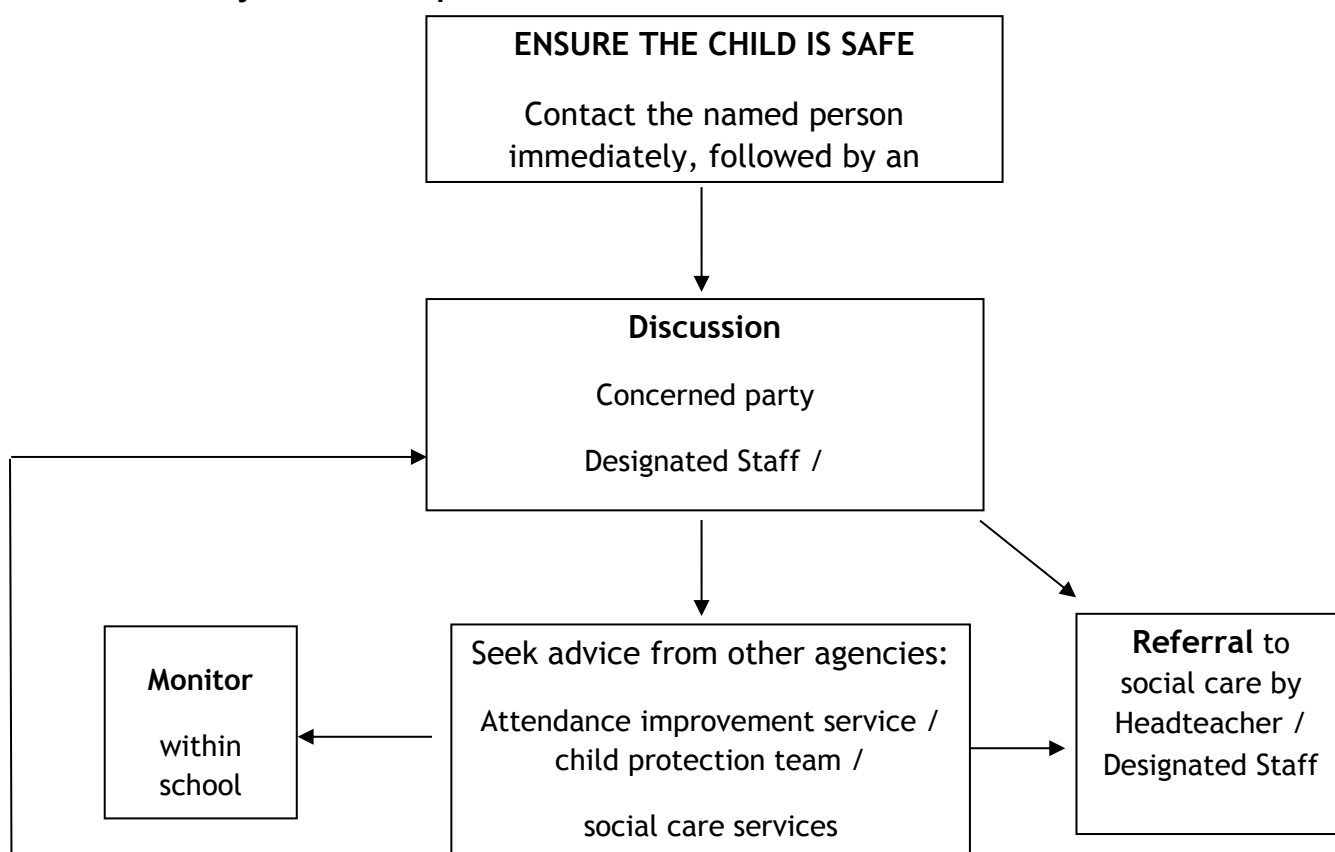 ENSURE THE CHILD IS SAFE
Contact the named person
immediately, followed by an
Discussion
Concerned party
Designated Staff /
Monitor
within
school
Seek advice from other agencies:
Attendance improvement service /
child protection team /
social care services
Referral to
social care by
Headteacher /
Designated Staff